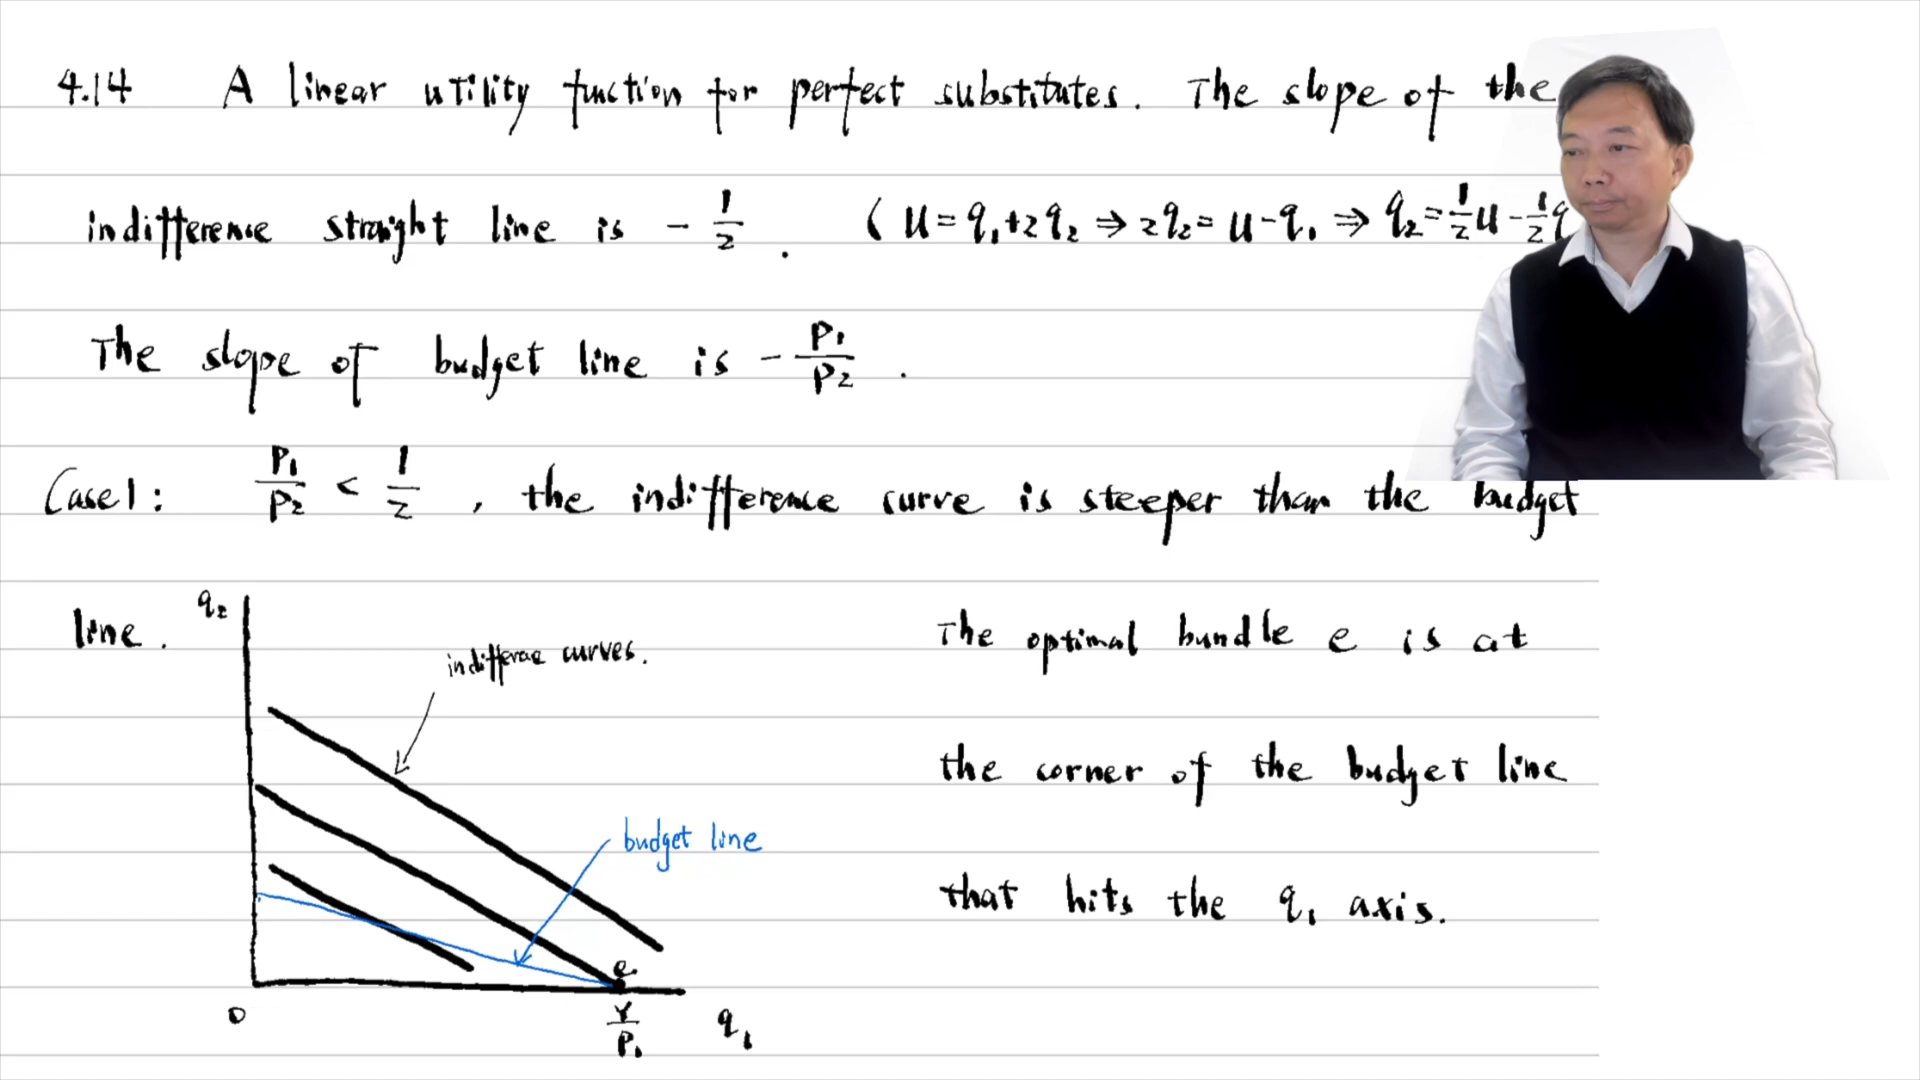 4.14 A linear utility function for perfect substitutes. The slope of the
indifference straight line is - 1/2 . ( U = q₁ + 2q₂ ⇒ 2q₂ = U - q₁ ⇒ q₂ = 1/2 U - 1/2 q
The slope of budget line is - P₁/P₂ .
Case 1 : P₁/P₂ < 1/2 , the indifference curve is steeper than the budget
line.
q₂
indifferae curves.
budget line
e
0
Y/P₁
q₁
The optimal bundle e is at
the corner of the budget line
that hits the q₁ axis.